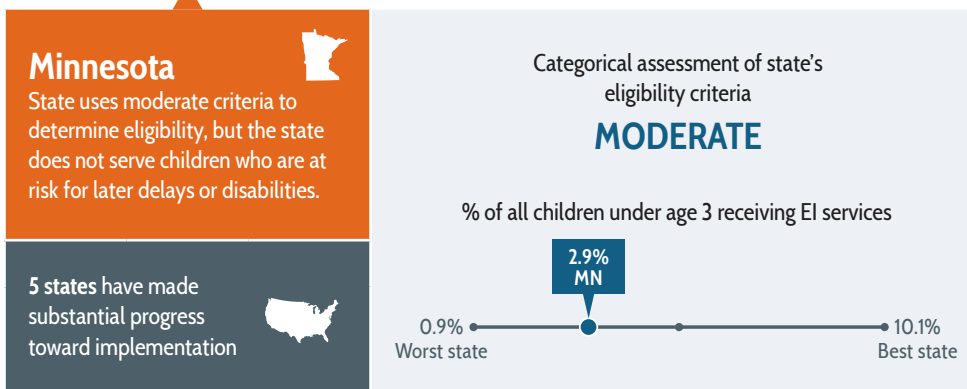 Minnesota
State uses moderate criteria to
determine eligibility, but the state
does not serve children who are at
risk for later delays or disabilities.
5 states have made
substantial progress
toward implementation
Categorical assessment of state's
eligibility criteria
MODERATE
% of all children under age 3 receiving EI services
2.9%
MN
0.9%
Worst state
10.1%
Best state